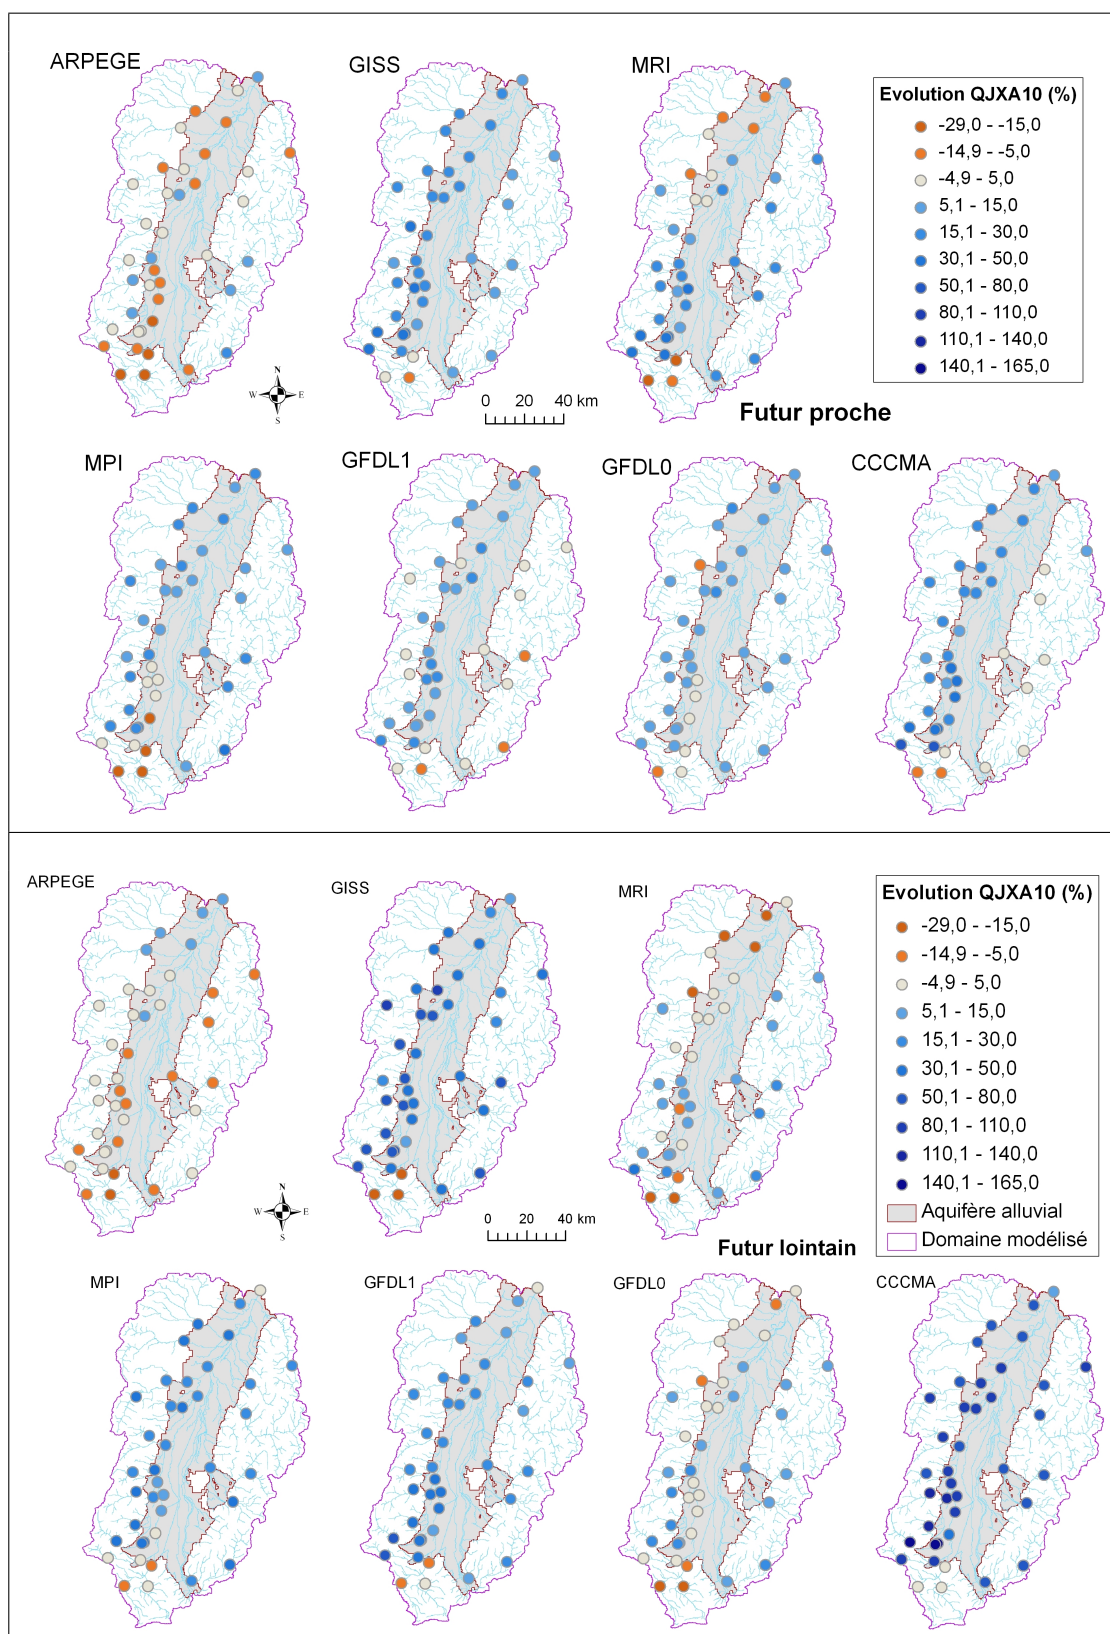 ARPEGE
GISS
MRI
Evolution QJXA10 (%)
-29,0 - -15,0
-14,9 - -5,0
-4,9 - 5,0
5,1 - 15,0
15,1 - 30,0
30,1 - 50,0
50,1 - 80,0
80,1 - 110,0
110,1 - 140,0
140,1 - 165,0
N
W
E
S
0 20 40 km
Futur proche
MPI
GFDL1
GFDL0
CCCMA
ARPEGE
GISS
MRI
Evolution QJXA10 (%)
-29,0 - -15,0
-14,9 - -5,0
-4,9 - 5,0
5,1 - 15,0
15,1 - 30,0
30,1 - 50,0
50,1 - 80,0
80,1 - 110,0
110,1 - 140,0
140,1 - 165,0
Aquifère alluvial
Domaine modélisé
N
W
E
S
0 20 40 km
Futur lointain
MPI
GFDL1
GFDL0
CCCMA